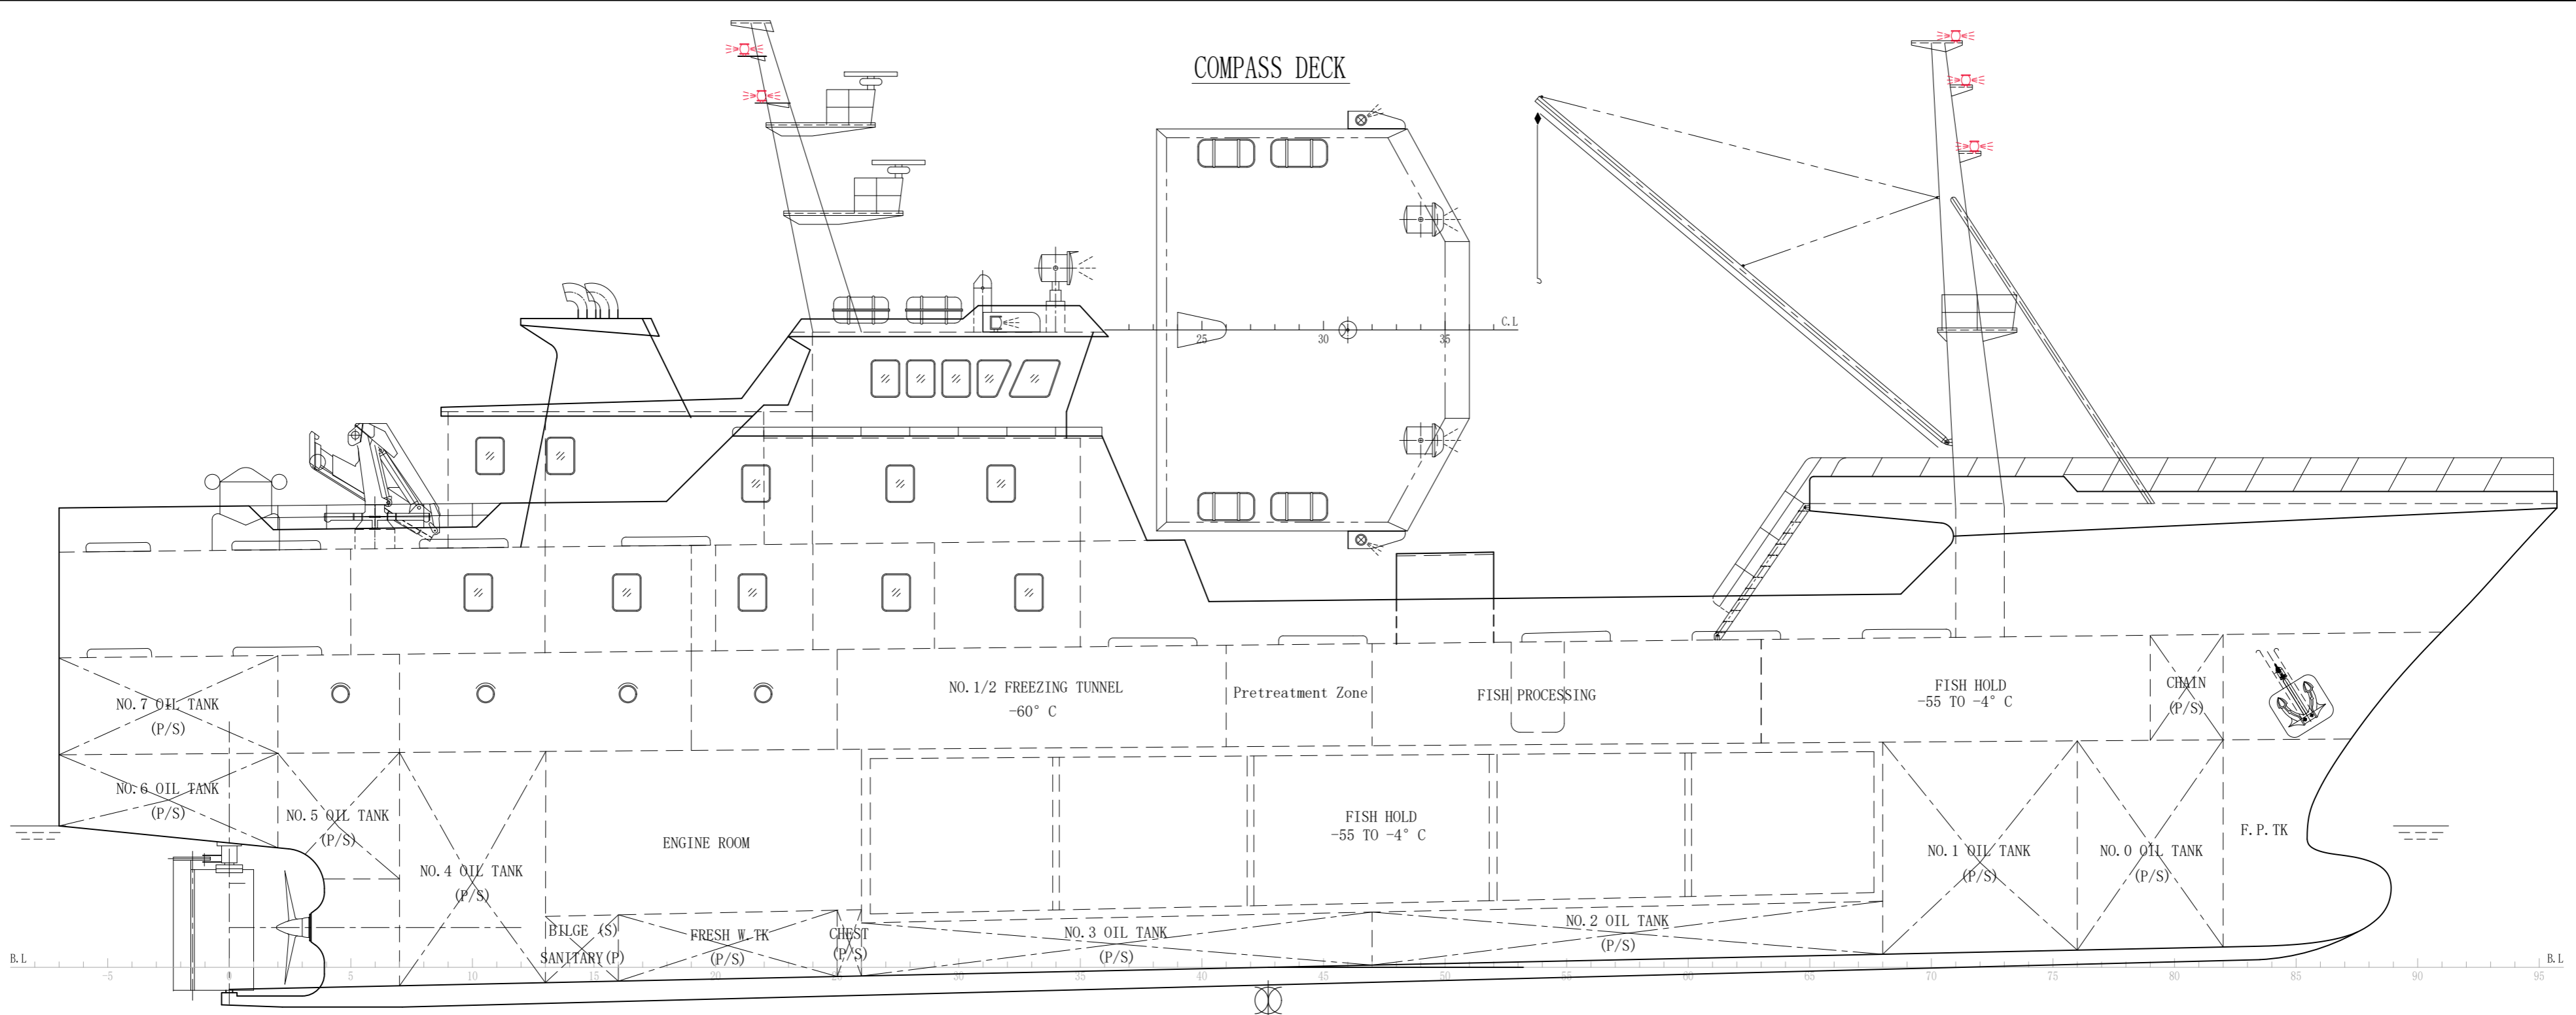 COMPASS DECK
C.L
25 30 35
NO.7 OIL TANK
(P/S)
NO.1/2 FREEZING TUNNEL
-60° C
Pretreatment Zone
FISH PROCESSING
FISH HOLD
-55 TO -4° C
CHAIN
(P/S)
NO.6 OIL TANK
(P/S)
NO.5 OIL TANK
(P/S)
NO.4 OIL TANK
(P/S)
ENGINE ROOM
FISH HOLD
-55 TO -4° C
NO.1 OIL TANK
(P/S)
NO.0 OIL TANK
(P/S)
F.P.TK
BILGE (S)
SANITARY(P)
FRESH W.TK
(P/S)
CHEST
(P/S)
NO.3 OIL TANK
(P/S)
NO.2 OIL TANK
(P/S)
B.L
B.L
-5 0 5 10 15 20 25 30 35 40 45 50 55 60 65 70 75 80 85 90 95